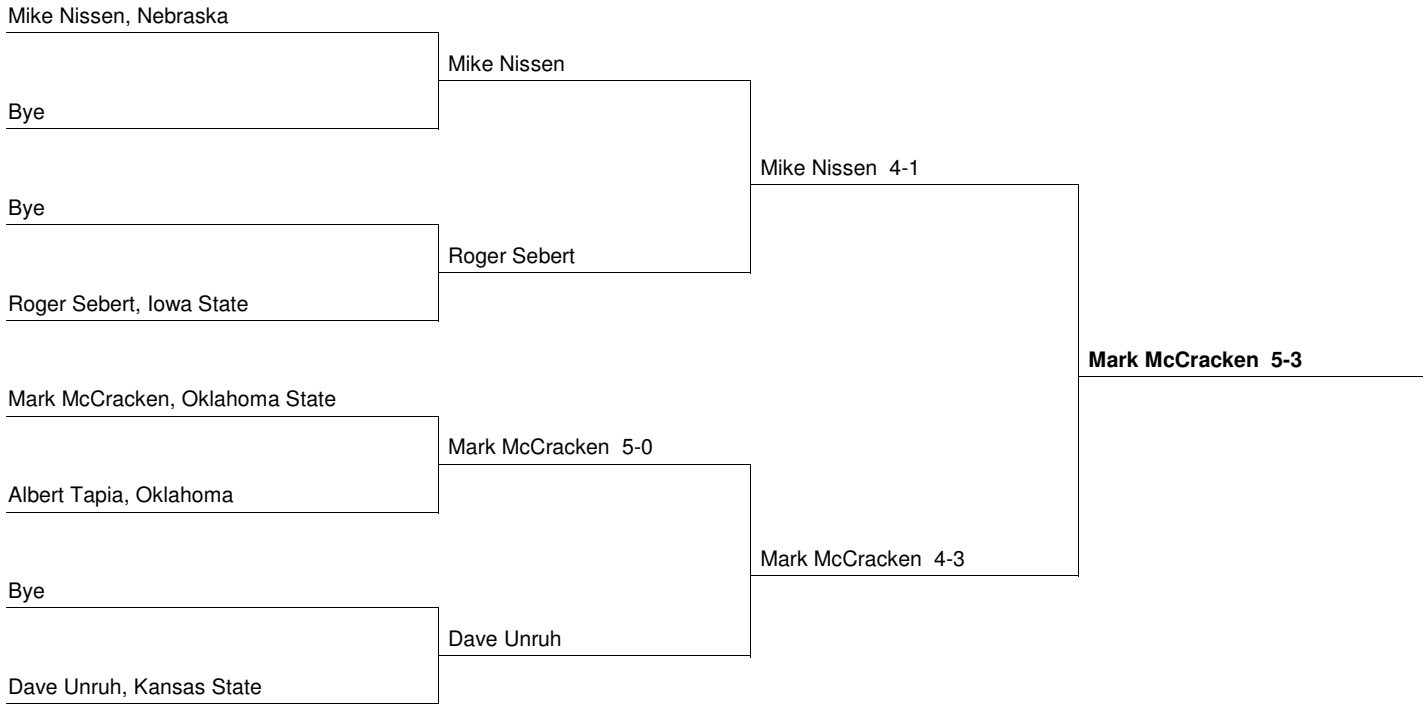 Mike Nissen, Nebraska
Mike Nissen
Bye
Mike Nissen  4-1
Bye
Roger Sebert
Roger Sebert, Iowa State
Mark McCracken  5-3
Mark McCracken, Oklahoma State
Mark McCracken  5-0
Albert Tapia, Oklahoma
Mark McCracken  4-3
Bye
Dave Unruh
Dave Unruh, Kansas State